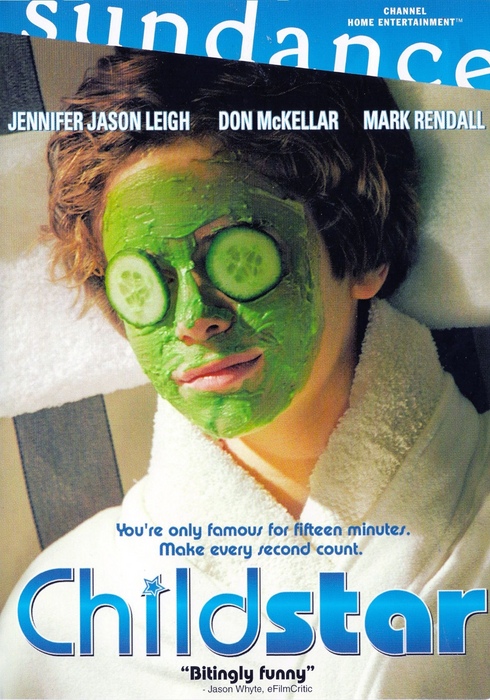 sundance
CHANNEL
HOME ENTERTAINMENT™
JENNIFER JASON LEIGH DON McKELLAR MARK RENDALL
You're only famous for fifteen minutes.
Make every second count.
Childstar
"Bitingly funny"
- Jason Whyte, eFilmCritic